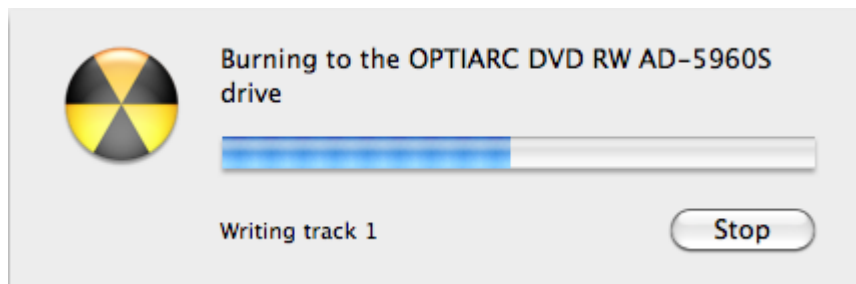 Burning to the OPTIARC DVD RW AD-5960S
drive
Writing track 1
Stop